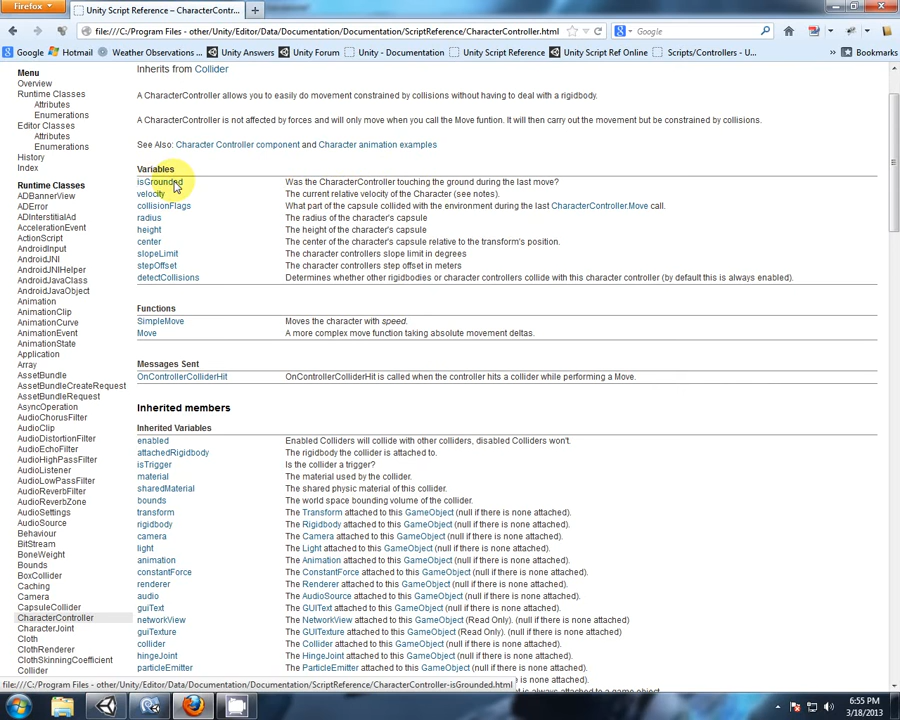 Firefox
Unity Script Reference – CharacterContr...
file:///C:/Program Files - other/Unity/Editor/Data/Documentation/Documentation/ScriptReference/CharacterController.html
Google
Google Hotmail Weather Observations ... Unity Answers Unity Forum Unity - Documentation Unity Script Reference Unity Script Ref Online Scripts/Controllers - U... » Bookmarks
Menu
Overview
Runtime Classes
Attributes
Enumerations
Editor Classes
Attributes
Enumerations
History
Index
Runtime Classes
ADBannerView
ADError
ADInterstitialAd
AccelerationEvent
ActionScript
AndroidInput
AndroidJNI
AndroidJNIHelper
AndroidJavaClass
AndroidJavaObject
Animation
AnimationClip
AnimationCurve
AnimationEvent
AnimationState
Application
Array
AssetBundle
AssetBundleCreateRequest
AssetBundleRequest
AsyncOperation
AudioChorusFilter
AudioClip
AudioDistortionFilter
AudioEchoFilter
AudioHighPassFilter
AudioListener
AudioLowPassFilter
AudioReverbFilter
AudioReverbZone
AudioSettings
AudioSource
Behaviour
BitStream
BoneWeight
Bounds
BoxCollider
Caching
Camera
CapsuleCollider
CharacterController
CharacterJoint
Cloth
ClothRenderer
ClothSkinningCoefficient
Collider
Inherits from Collider
A CharacterController allows you to easily do movement constrained by collisions without having to deal with a rigidbody.
A CharacterController is not affected by forces and will only move when you call the Move funtion. It will then carry out the movement but be constrained by collisions.
See Also: Character Controller component and Character animation examples
Variables
isGrounded Was the CharacterController touching the ground during the last move?
velocity The current relative velocity of the Character (see notes).
collisionFlags What part of the capsule collided with the environment during the last CharacterController.Move call.
radius The radius of the character's capsule
height The height of the character's capsule
center The center of the character's capsule relative to the transform's position.
slopeLimit The character controllers slope limit in degrees
stepOffset The character controllers step offset in meters
detectCollisions Determines whether other rigidbodies or character controllers collide with this character controller (by default this is always enabled).
Functions
SimpleMove Moves the character with speed.
Move A more complex move function taking absolute movement deltas.
Messages Sent
OnControllerColliderHit OnControllerColliderHit is called when the controller hits a collider while performing a Move.
Inherited members
Inherited Variables
enabled Enabled Colliders will collide with other colliders, disabled Colliders won't.
attachedRigidbody The rigidbody the collider is attached to.
isTrigger Is the collider a trigger?
material The material used by the collider.
sharedMaterial The shared physic material of this collider.
bounds The world space bounding volume of the collider.
transform The Transform attached to this GameObject (null if there is none attached).
rigidbody The Rigidbody attached to this GameObject (null if there is none attached).
camera The Camera attached to this GameObject (null if there is none attached).
light The Light attached to this GameObject (null if there is none attached).
animation The Animation attached to this GameObject (null if there is none attached).
constantForce The ConstantForce attached to this GameObject (null if there is none attached).
renderer The Renderer attached to this GameObject (null if there is none attached).
audio The AudioSource attached to this GameObject (null if there is none attached).
guiText The GUIText attached to this GameObject (null if there is none attached).
networkView The NetworkView attached to this GameObject (Read Only). (null if there is none attached)
guiTexture The GUITexture attached to this GameObject (Read Only). (null if there is none attached).
collider The Collider attached to this GameObject (null if there is none attached).
hingeJoint The HingeJoint attached to this GameObject (null if there is none attached).
particleEmitter The ParticleEmitter attached to this GameObject (null if there is none attached).
is always attached to a game object
file:///C:/Program Files - other/Unity/Editor/Data/Documentation/Documentation/ScriptReference/CharacterController-isGrounded.html
6:55 PM
3/18/2013